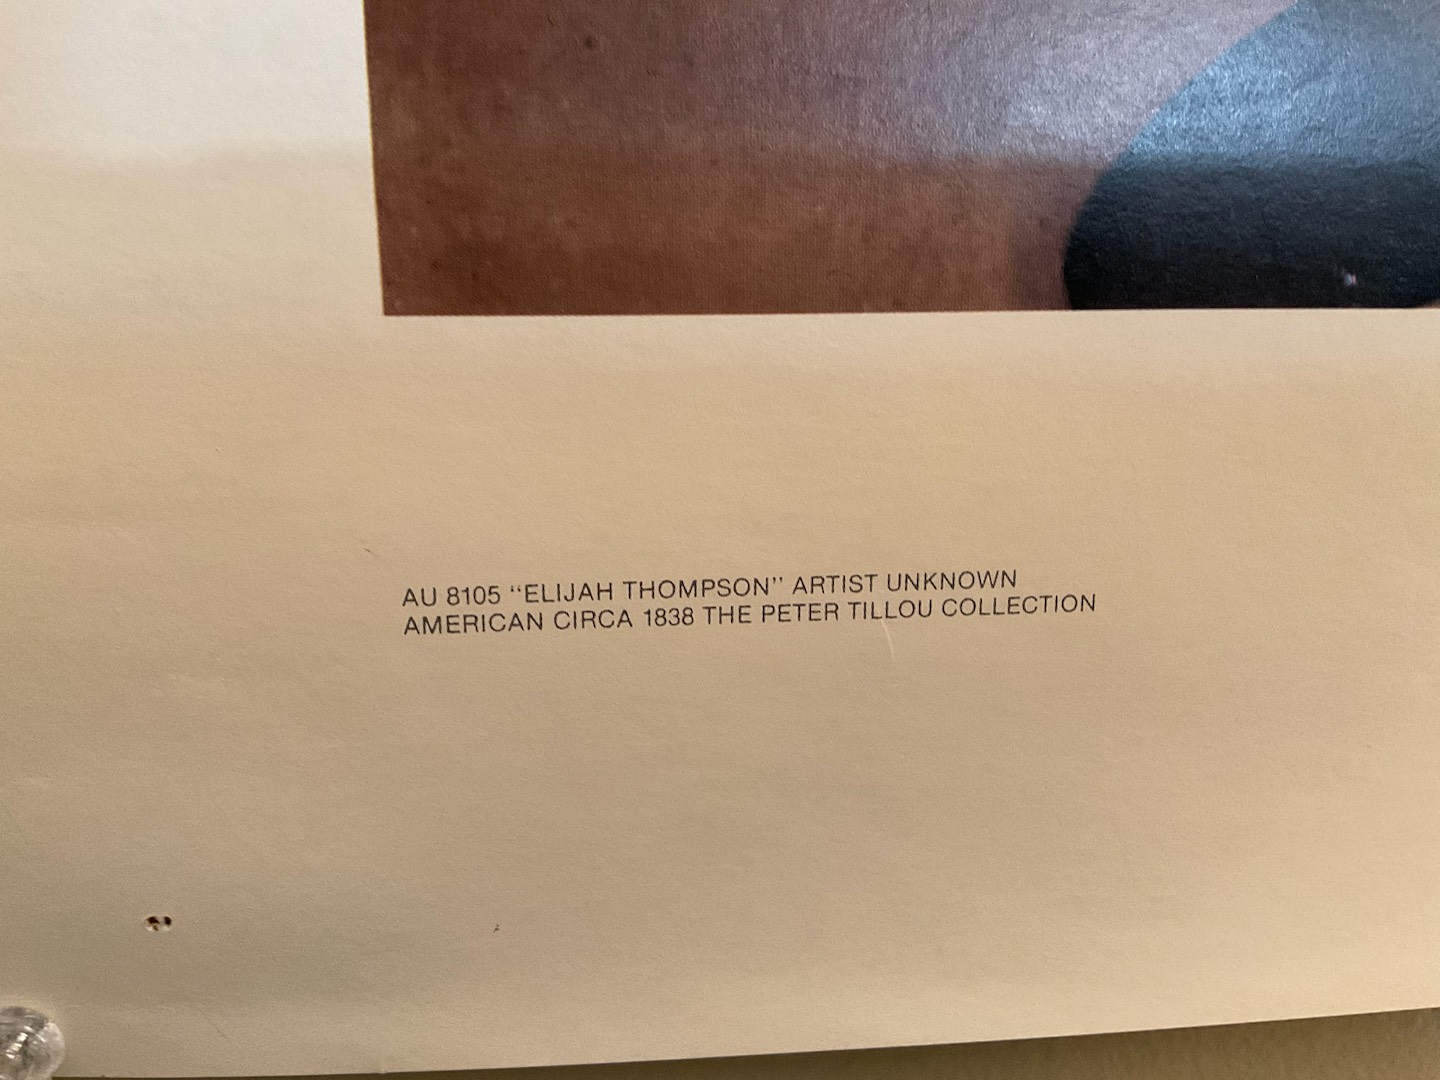 AU 8105 “ELIJAH THOMPSON” ARTIST UNKNOWN
AMERICAN CIRCA 1838 THE PETER TILLOU COLLECTION